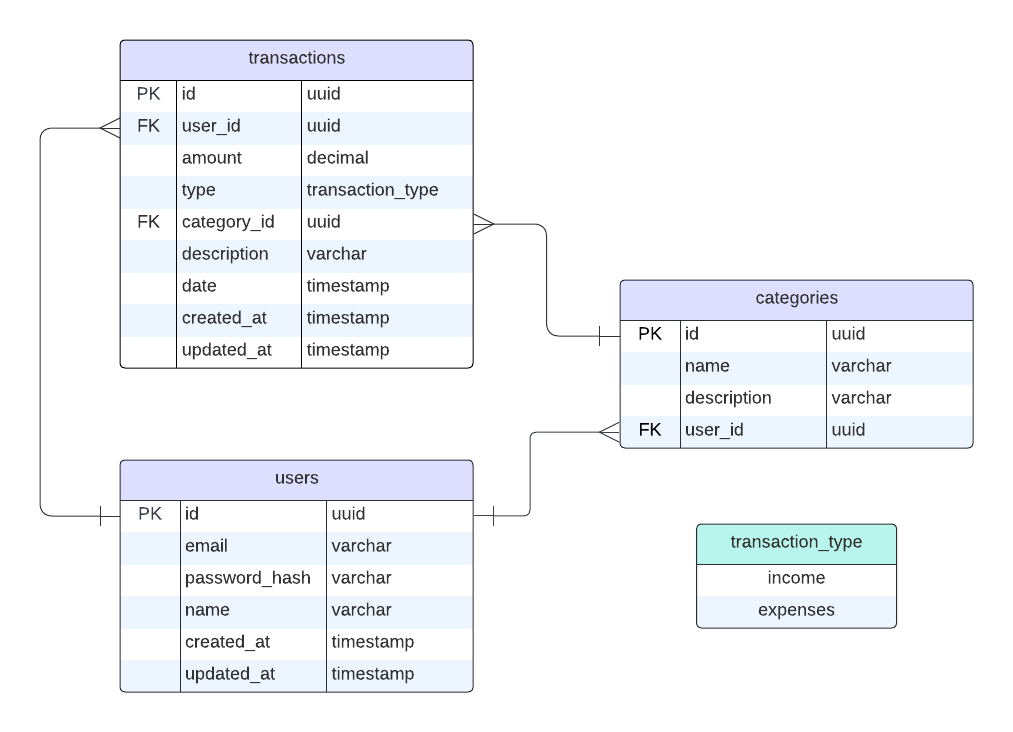 transactions
PK id uuid
FK user_id uuid
amount decimal
type transaction_type
FK category_id uuid
description varchar
date timestamp
created_at timestamp
updated_at timestamp
categories
PK id uuid
name varchar
description varchar
FK user_id uuid
users
PK id uuid
email varchar
password_hash varchar
name varchar
created_at timestamp
updated_at timestamp
transaction_type
income
expenses